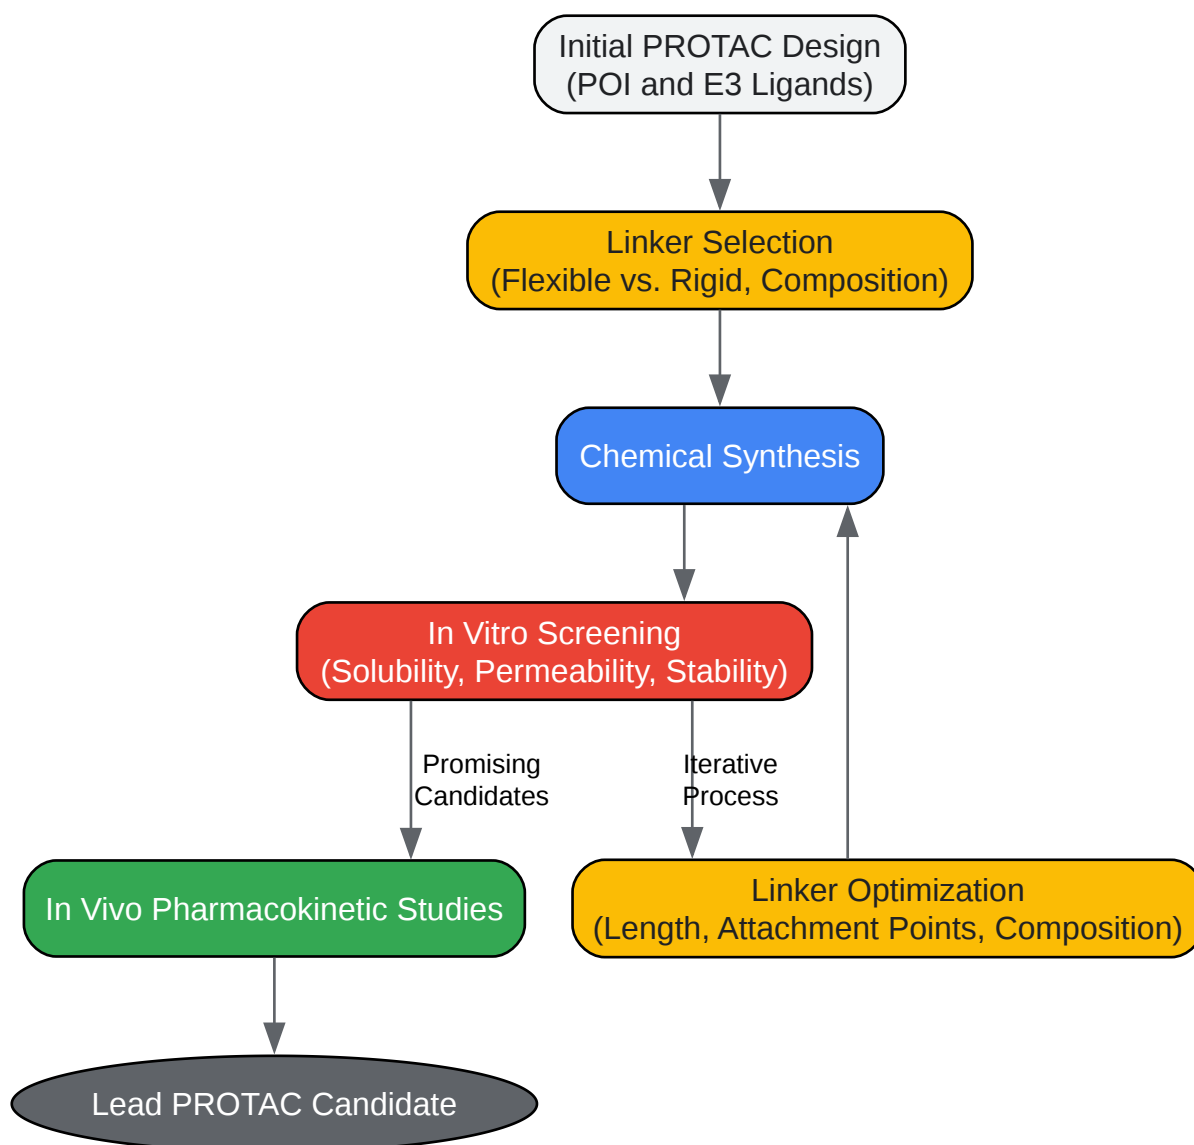 Initial PROTAC Design
(POI and E3 Ligands)
Linker Selection
(Flexible vs. Rigid, Composition)
Chemical Synthesis
In Vitro Screening
(Solubility, Permeability, Stability)
Promising
Candidates
Iterative
Process
In Vivo Pharmacokinetic Studies
Linker Optimization
(Length, Attachment Points, Composition)
Lead PROTAC Candidate